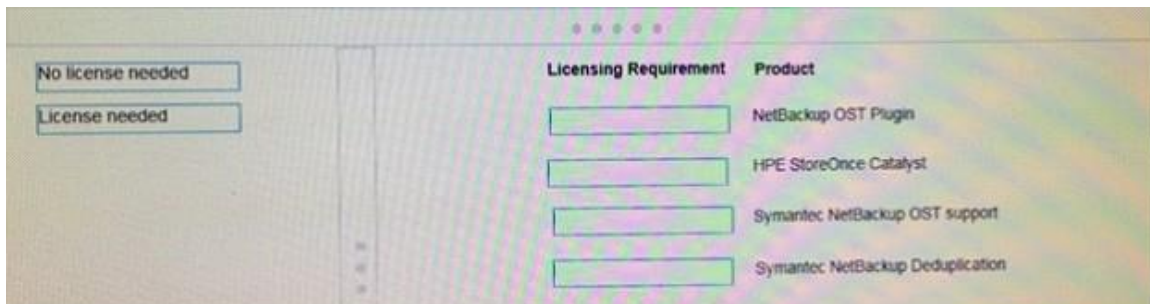 No license needed
License needed
Licensing Requirement Product
NetBackup OST Plugin
HPE StoreOnce Catalyst
Symantec NetBackup OST support
Symantec NetBackup Deduplication